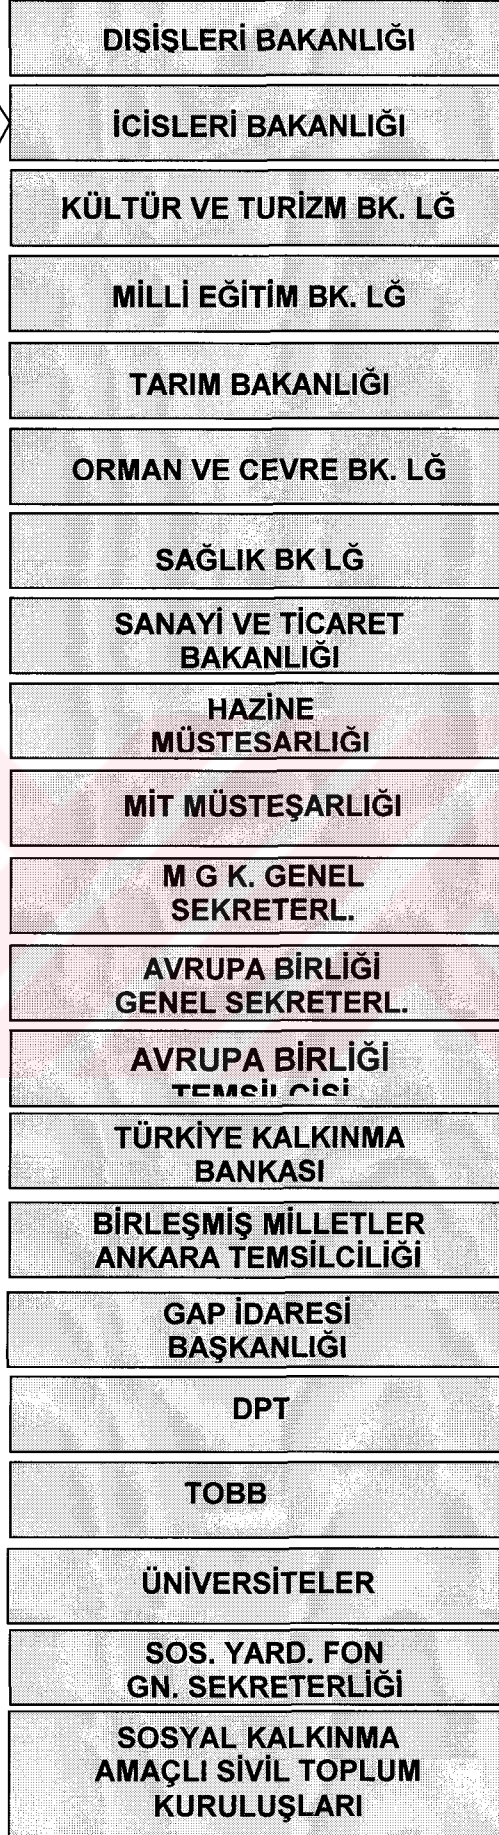 DIŞİŞLERİ BAKANLIĞI
İCİSLERİ BAKANLIĞI
KÜLTÜR VE TURİZM BK. LĞ
MİLLİ EĞİTİM BK. LĞ
TARIM BAKANLIĞI
ORMAN VE CEVRE BK. LĞ
SAĞLIK BK LĞ
SANAYİ VE TİCARET
BAKANLIĞI
HAZİNE
MÜSTESARLIĞI
MİT MÜSTEŞARLIĞI
M G K. GENEL
SEKRETERL.
AVRUPA BİRLİĞİ
GENEL SEKRETERL.
AVRUPA BİRLİĞİ
TEMSİLCİSİ
TÜRKİYE KALKINMA
BANKASI
BİRLEŞMİŞ MİLLETLER
ANKARA TEMSİLCİLİĞİ
GAP İDARESİ
BAŞKANLIĞI
DPT
TOBB
ÜNİVERSİTELER
SOS. YARD. FON
GN. SEKRETERLİĞİ
SOSYAL KALKINMA
AMAÇLI SİVİL TOPLUM
KURULUŞLARI